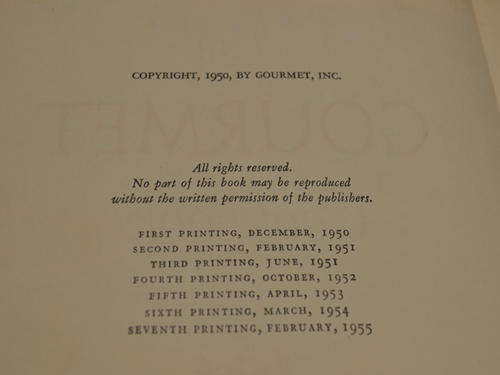 COPYRIGHT, 1950, BY GOURMET, INC.
All rights reserved.
No part of this book may be reproduced
without the written permission of the publishers.
FIRST PRINTING, DECEMBER, 1950
SECOND PRINTING, FEBRUARY, 1951
THIRD PRINTING, JUNE, 1951
FOURTH PRINTING, OCTOBER, 1952
FIFTH PRINTING, APRIL, 1953
SIXTH PRINTING, MARCH, 1954
SEVENTH PRINTING, FEBRUARY, 1955